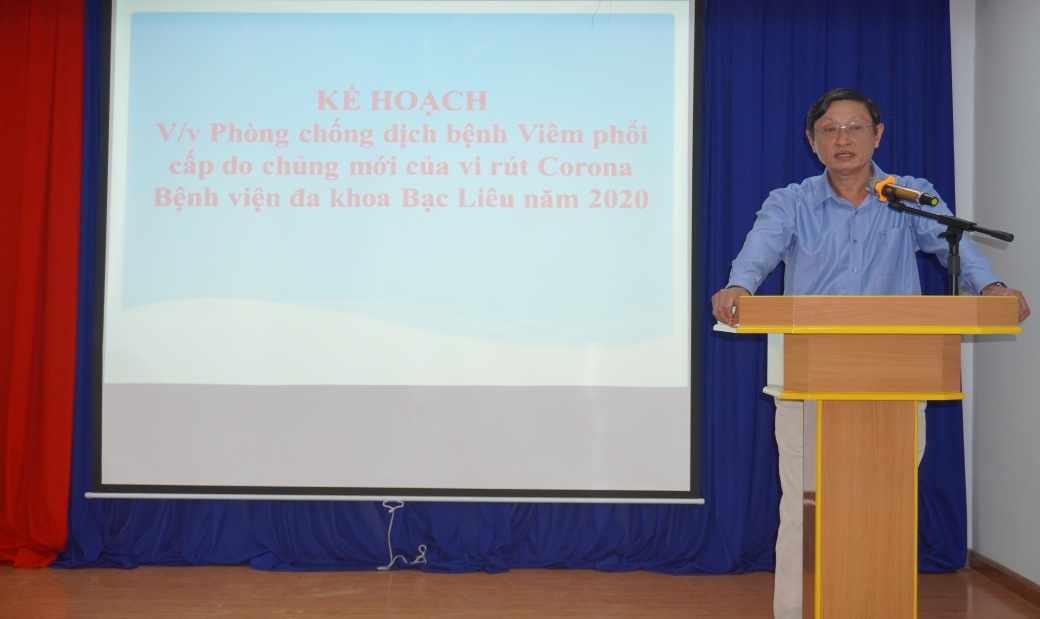 KẾ HOẠCH
V/v Phòng chống dịch bệnh Viêm phổi
cấp do chủng mới của vi rút Corona
Bệnh viện đa khoa Bạc Liêu năm 2020